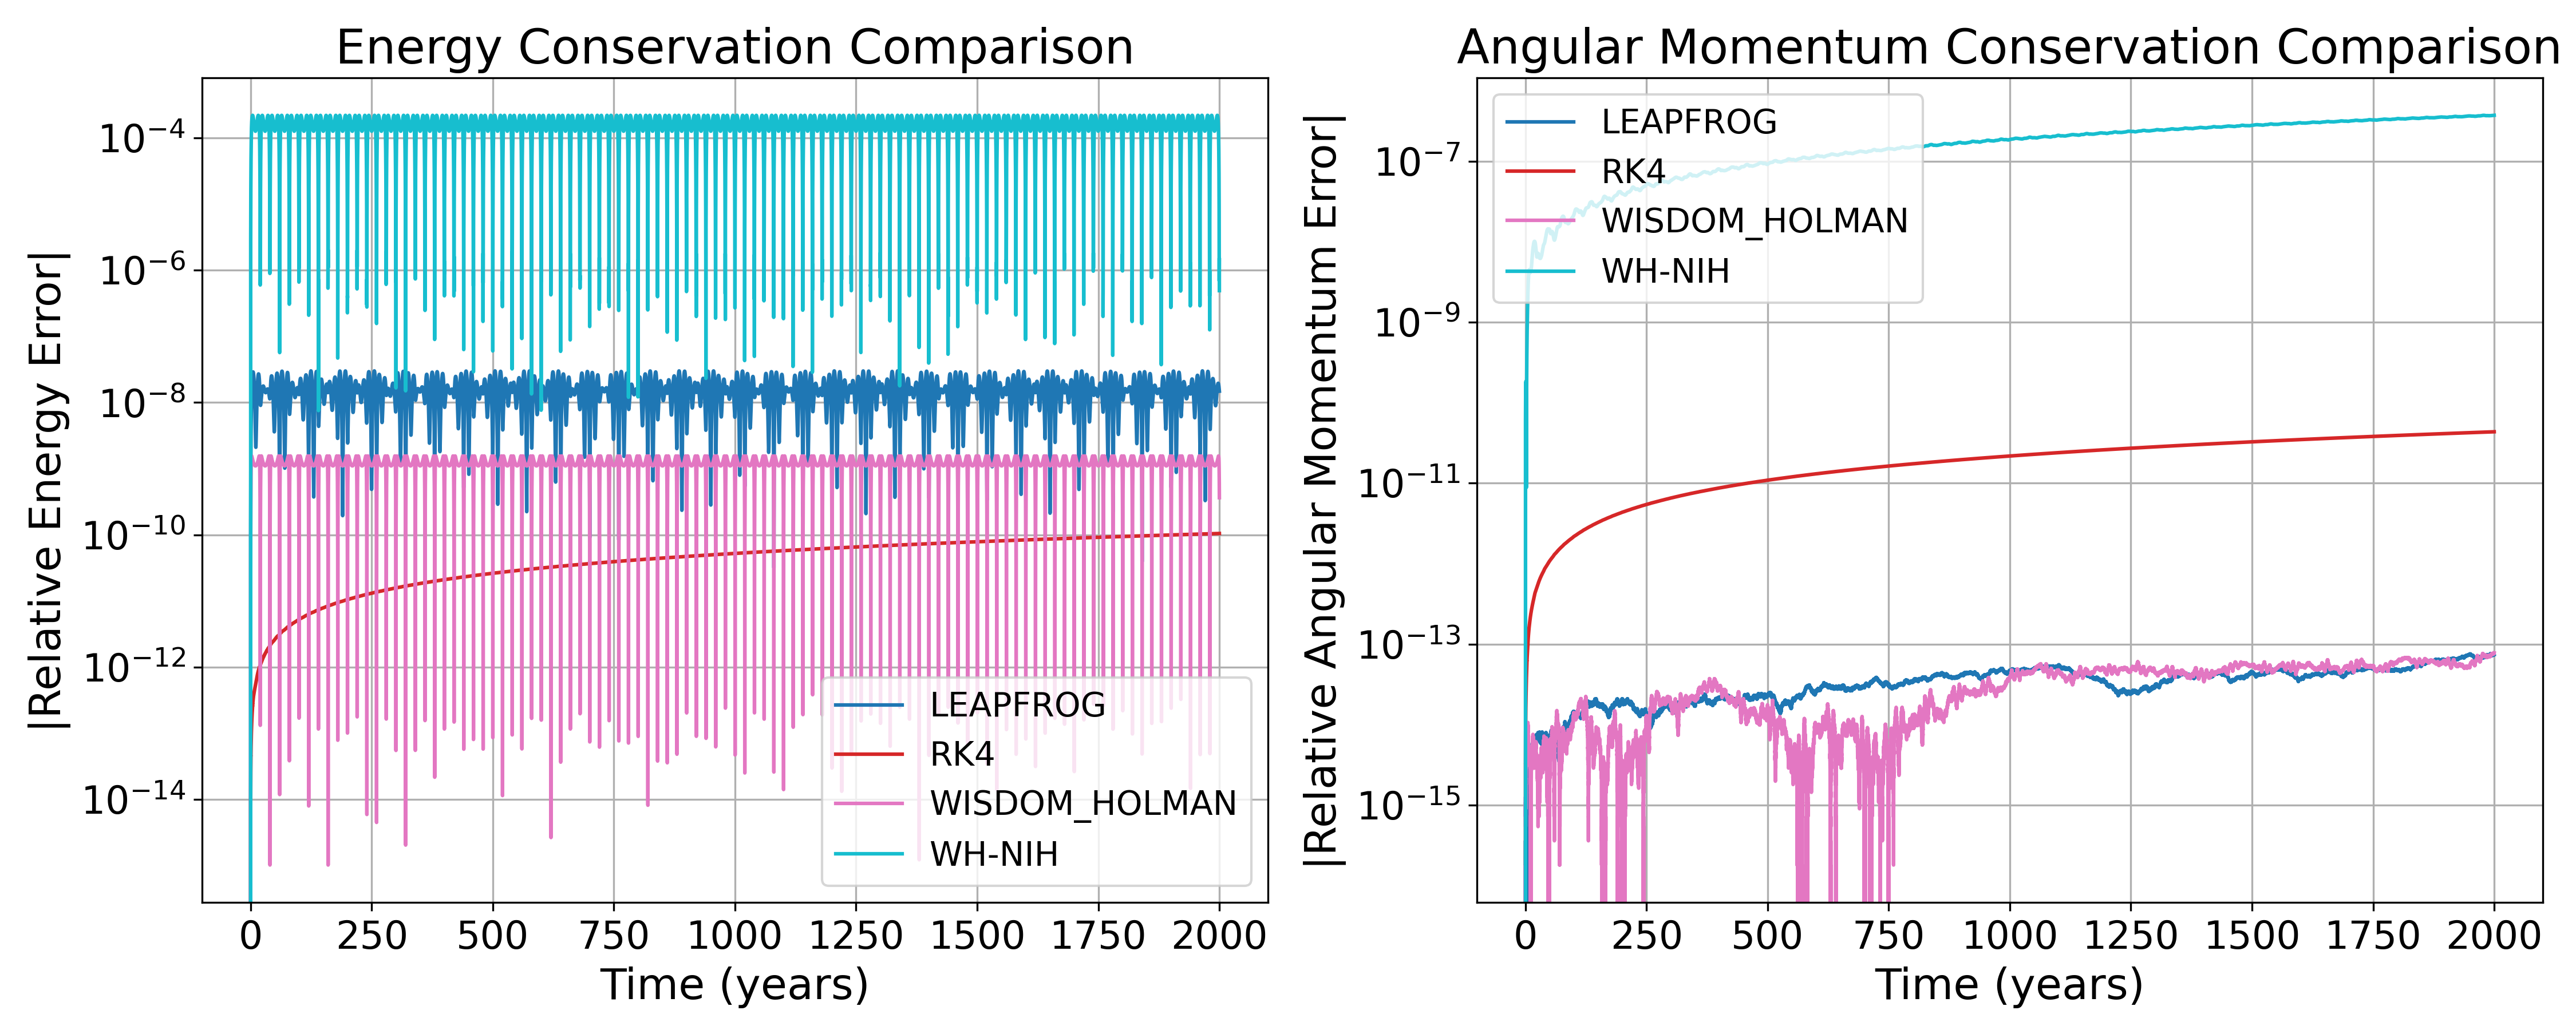 Energy Conservation Comparison
|Relative Energy Error|
10⁻⁴
10⁻⁶
10⁻⁸
10⁻¹⁰
10⁻¹²
10⁻¹⁴
LEAPFROG
RK4
WISDOM_HOLMAN
WH-NIH
0 250 500 750 1000 1250 1500 1750 2000
Time (years)
Angular Momentum Conservation Comparison
|Relative Angular Momentum Error|
10⁻⁷
10⁻⁹
10⁻¹¹
10⁻¹³
10⁻¹⁵
LEAPFROG
RK4
WISDOM_HOLMAN
WH-NIH
0 250 500 750 1000 1250 1500 1750 2000
Time (years)